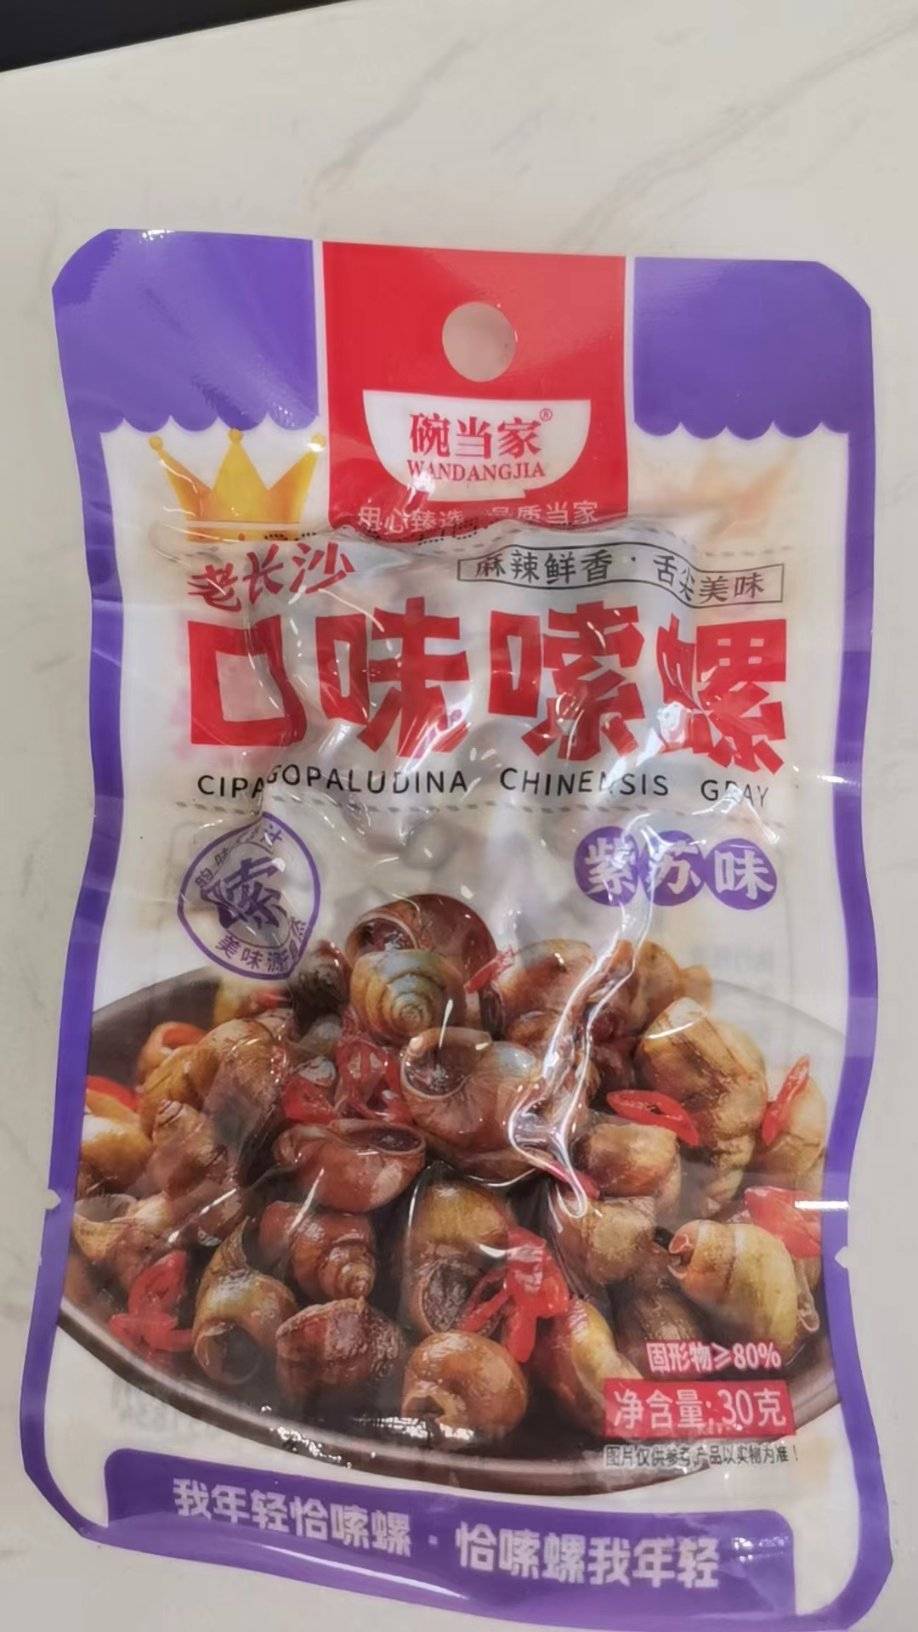 碗当家®
WANDANGJIA
用心臻选 品质当家
老长沙
麻辣鲜香·舌尖美味
口味嗦螺
CIPANGOPALUDINA CHINENSIS GRAY
紫苏味
嗦
美味
固形物≥80%
净含量:30克
图片仅供参考产品以实物为准!
我年轻恰嗦螺·恰嗦螺我年轻